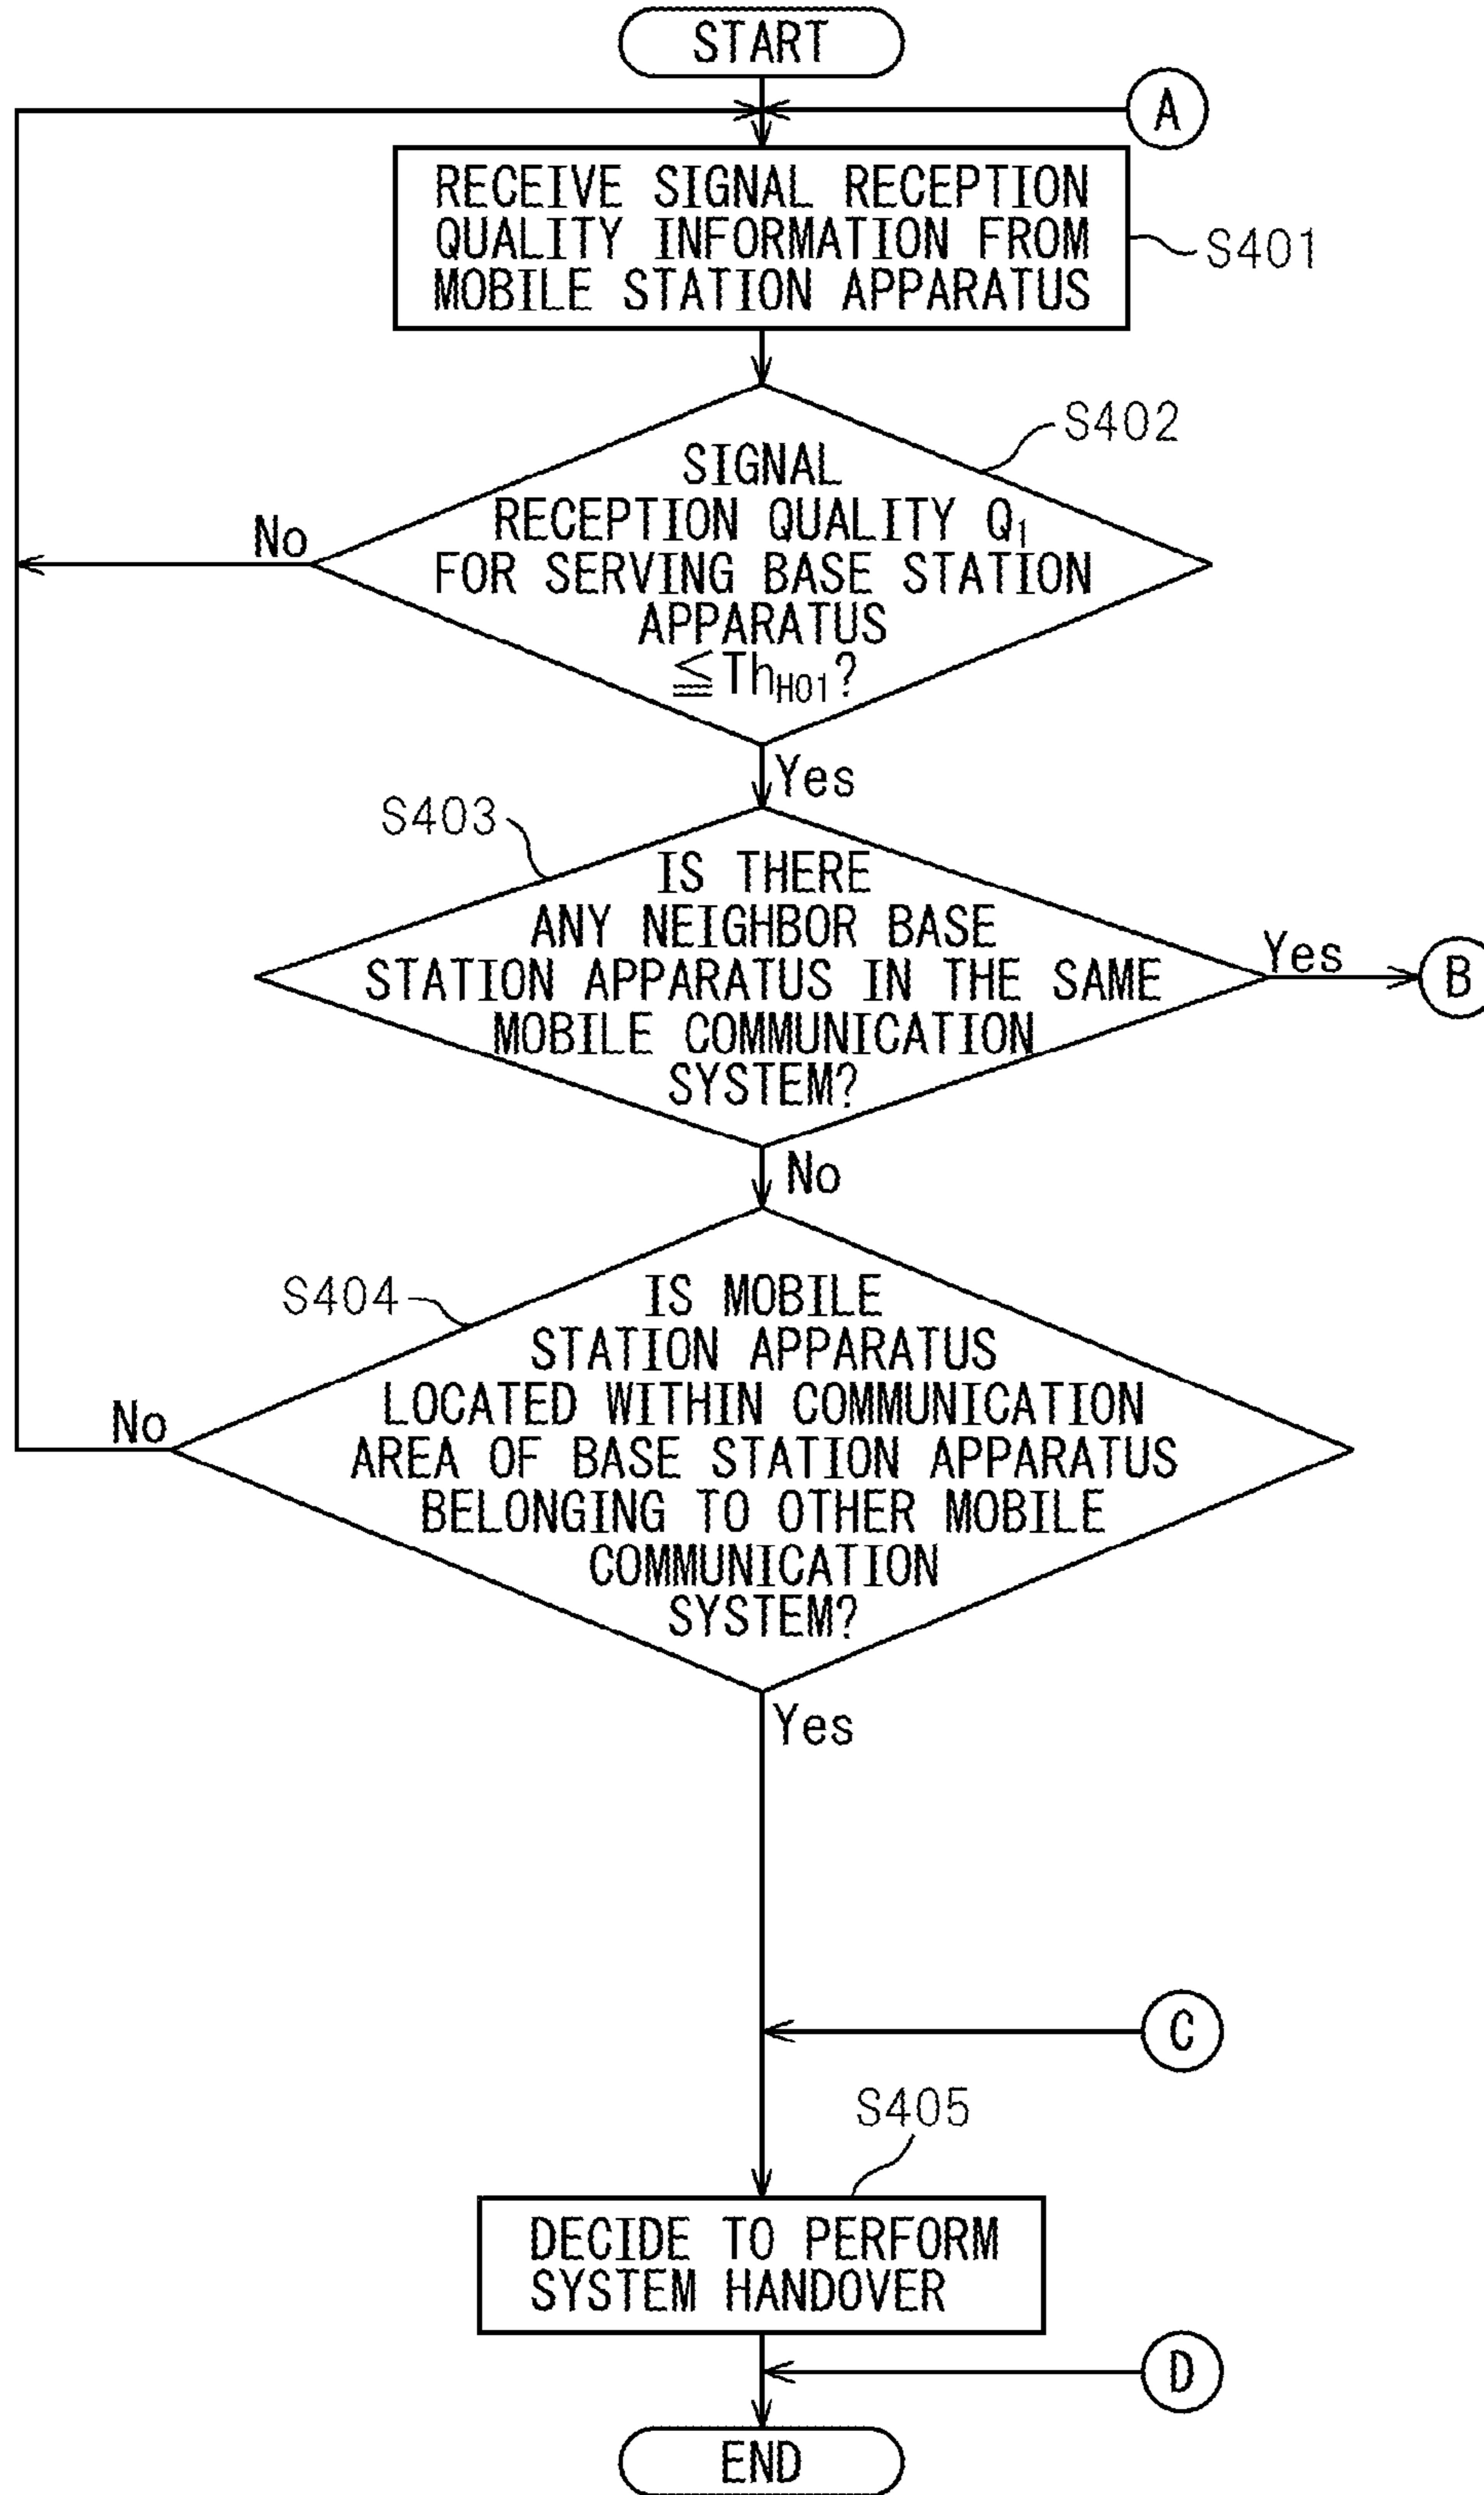 START
A
RECEIVE SIGNAL RECEPTION
QUALITY INFORMATION FROM
MOBILE STATION APPARATUS
S401
S402
SIGNAL
RECEPTION QUALITY Q1
FOR SERVING BASE STATION
APPARATUS
≦ThHO1?
No
Yes
S403
IS THERE
ANY NEIGHBOR BASE
STATION APPARATUS IN THE SAME
MOBILE COMMUNICATION
SYSTEM?
Yes
B
No
S404
IS MOBILE
STATION APPARATUS
LOCATED WITHIN COMMUNICATION
AREA OF BASE STATION APPARATUS
BELONGING TO OTHER MOBILE
COMMUNICATION
SYSTEM?
No
Yes
C
S405
DECIDE TO PERFORM
SYSTEM HANDOVER
D
END